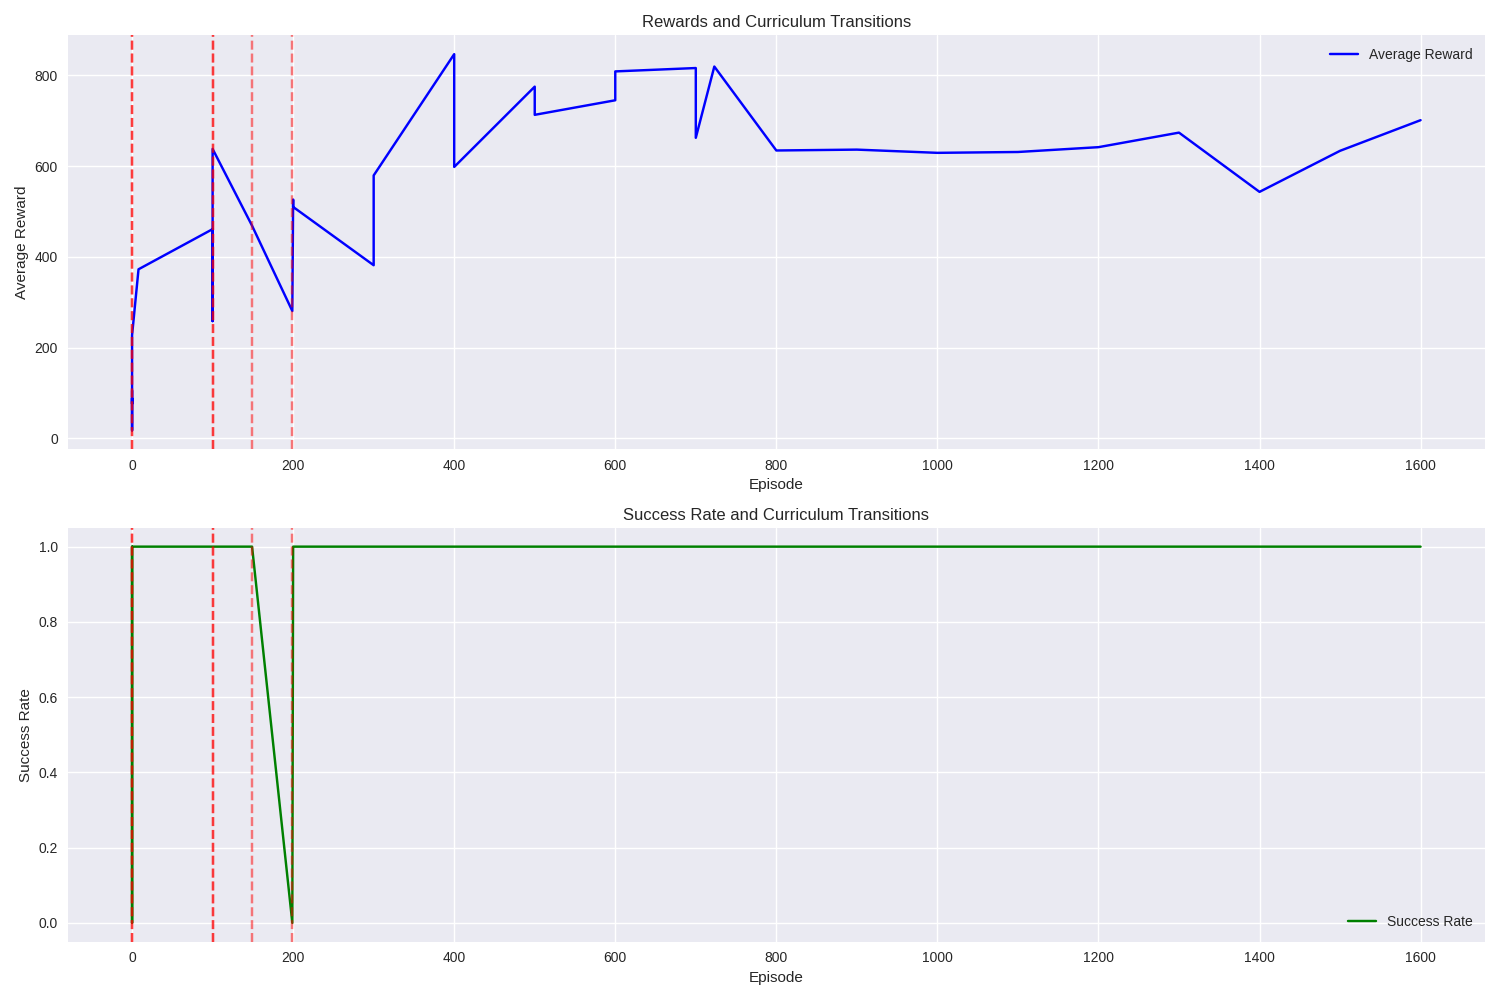 Rewards and Curriculum Transitions
Average Reward
800
600
400
200
0
Average Reward
0 200 400 600 800 1000 1200 1400 1600
Episode
Success Rate and Curriculum Transitions
1.0
0.8
0.6
0.4
0.2
0.0
Success Rate
Success Rate
0 200 400 600 800 1000 1200 1400 1600
Episode